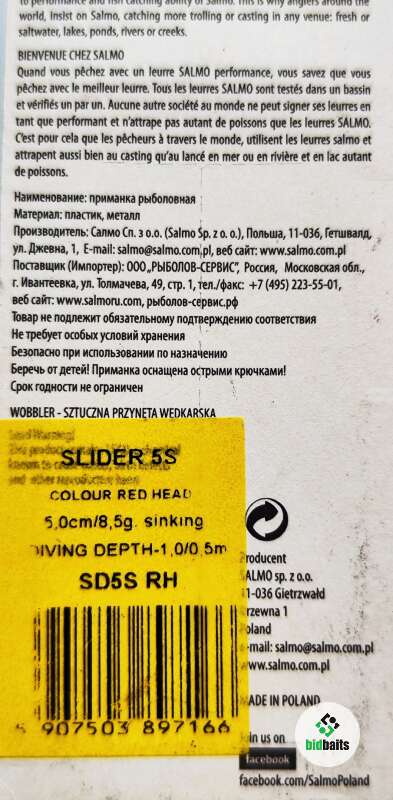 to performance and fish catching ability of Salmo. This is why anglers around the
world, insist on Salmo, catching more trolling or casting in any venue: fresh or
saltwater, lakes, ponds, rivers or creeks.
BIENVENUE CHEZ SALMO
Quand vous pêchez avec un leurre SALMO performance, vous savez que vous
pêchez avec le meilleur leurre. Tous les leurres SALMO sont testés dans un bassin
et vérifiés un par un. Aucune autre société au monde ne peut signer ses leurres en
tant que performant et n'attrape pas autant de poissons que les leurres SALMO.
C'est pour cela que les pêcheurs à travers le monde, utilisent les leurres salmo et
attrapent aussi bien au casting qu'au lancé en mer ou en rivière et en lac autant
de poissons.
Наименование: приманка рыболовная
Материал: пластик, металл
Производитель: Салмо Сп. з о.о. (Salmo Sp. z o. o.), Польша, 11-036, Гетшвалд,
ул. Джевна, 1, E-mail: salmo@salmo.com.pl, веб сайт: www.salmo.com.pl
Поставщик (Импортер): ООО„РЫБОЛОВ-СЕРВИС", Россия, Московская обл.,
г. Ивантеевка, ул. Толмачева, 49, стр. 1, тел./факс: +7 (495) 223-55-01,
веб сайт: www.salmoru.com, рыболов-сервис.рф
Товар не подлежит обязательному подтверждению соответствия
Не требует особых условий хранения
Безопасно при использовании по назначению
Беречь от детей! Приманка оснащена острыми крючками!
Срок годности не ограничен
WOBBLER - SZTUCZNA PRZYNĘTA WĘDKARSKA
SLIDER 5S
COLOUR RED HEAD
5,0cm/8,5g. sinking
DIVING DEPTH-1,0/0,5m
SD5S RH
5 907503 897166
Producent
SALMO sp. z o.o.
11-036 Gietrzwałd
Drzewna 1
Poland
e-mail: salmo@salmo.com.pl
www.salmo.com.pl
MADE IN POLAND
Join us on
facebook
facebook.com/SalmoPoland
bidbaits